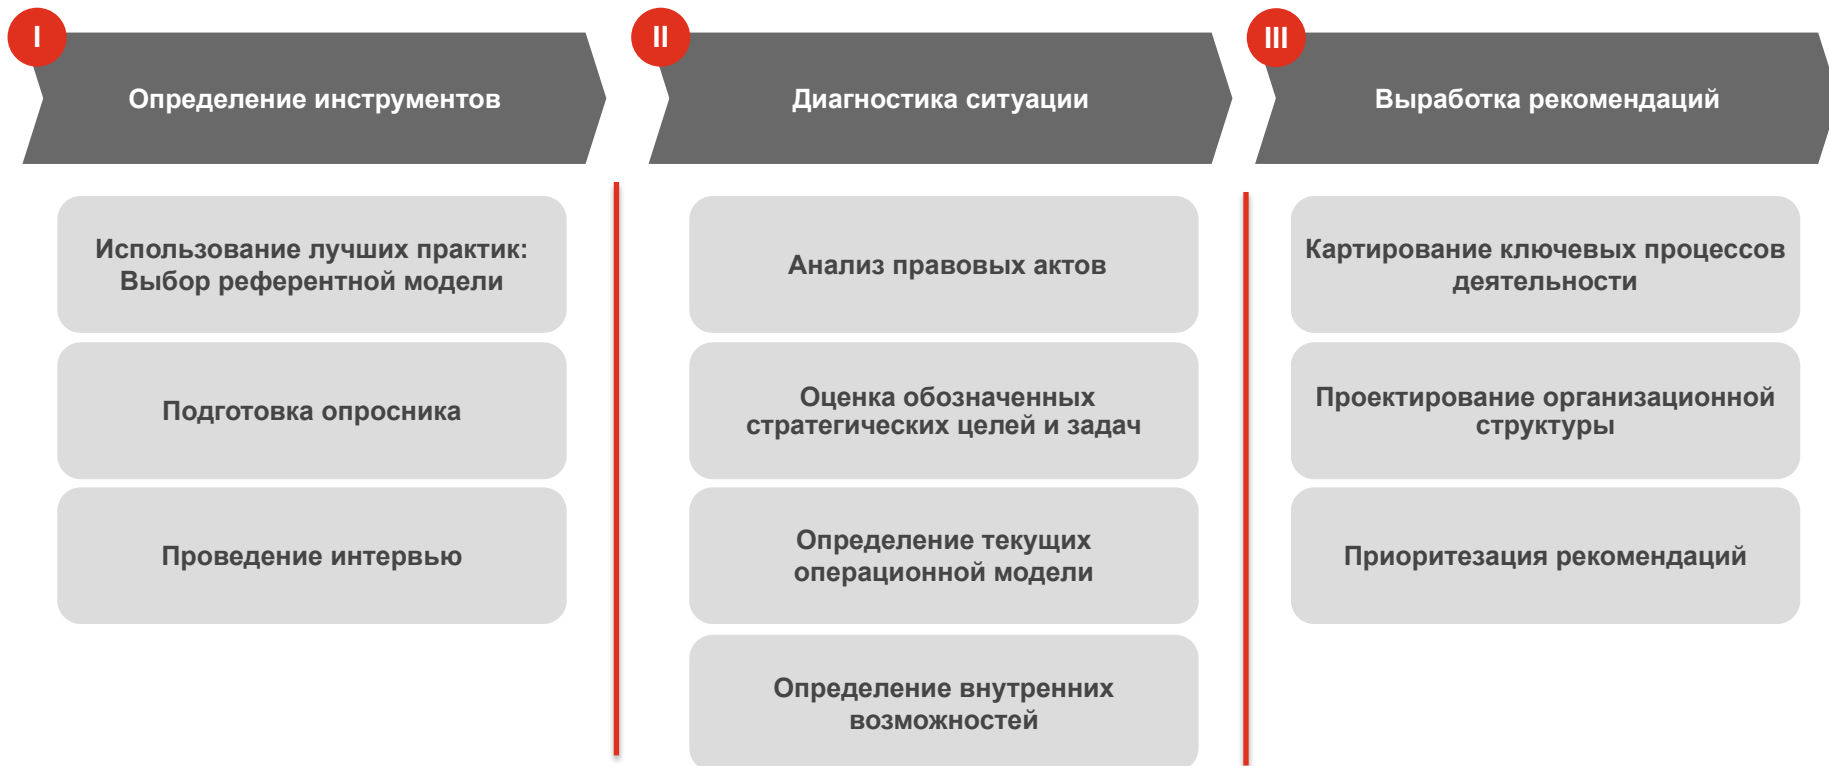 I
Определение инструментов
Использование лучших практик:
Выбор референтной модели
Подготовка опросника
Проведение интервью
II
Диагностика ситуации
Анализ правовых актов
Оценка обозначенных
стратегических целей и задач
Определение текущих
операционной модели
Определение внутренних
возможностей
III
Выработка рекомендаций
Картирование ключевых процессов
деятельности
Проектирование организационной
структуры
Приоритезация рекомендаций